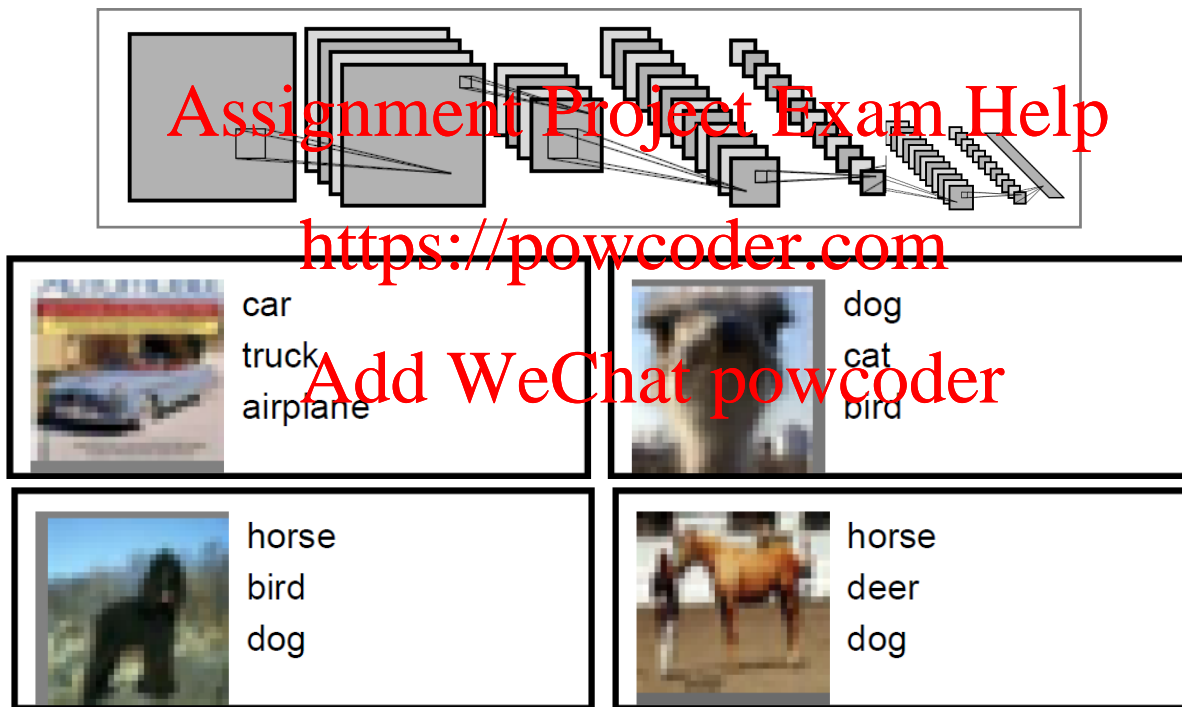 Assignment Project Exam Help
https://powcoder.com
car
truck
airplane
dog
cat
bird
Add WeChat powcoder
horse
bird
dog
horse
deer
dog